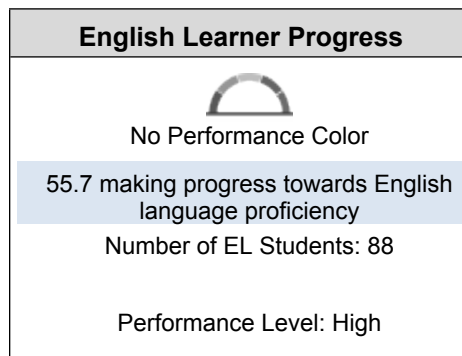 English Learner Progress
No Performance Color
55.7 making progress towards English
language proficiency
Number of EL Students: 88
Performance Level: High